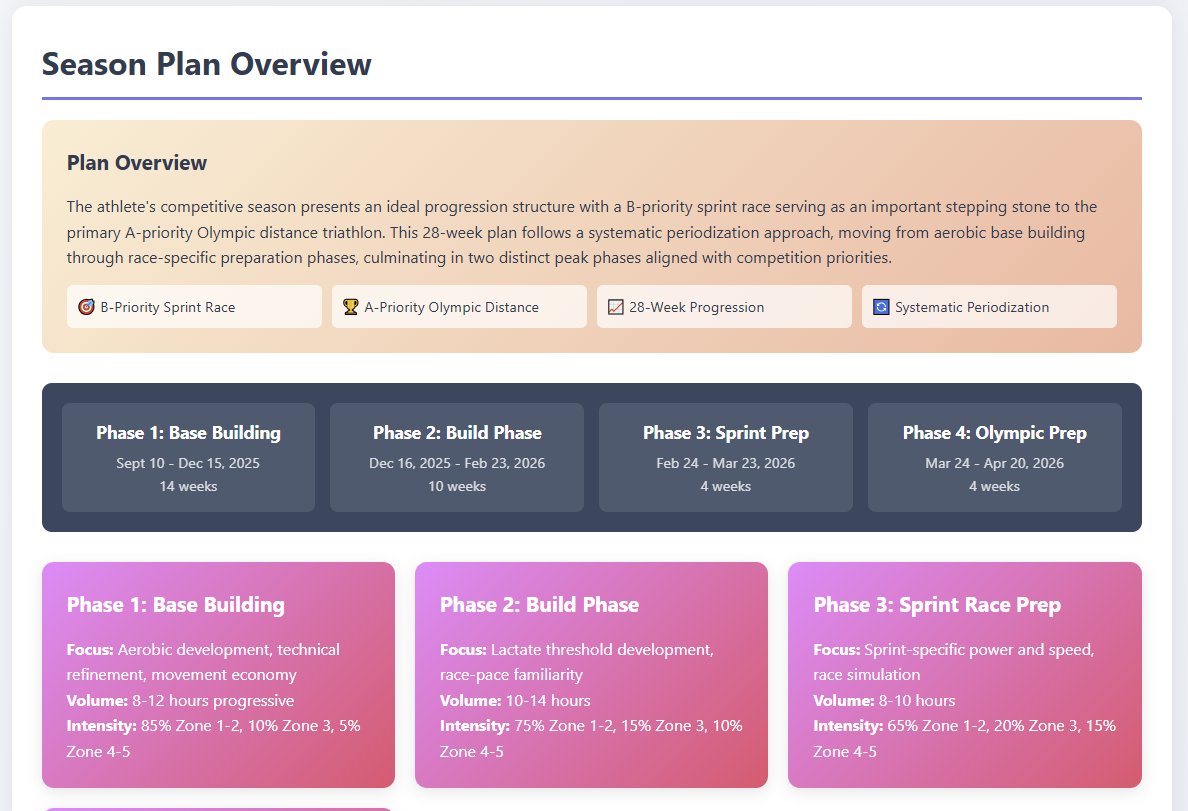 Season Plan Overview
Plan Overview
The athlete's competitive season presents an ideal progression structure with a B-priority sprint race serving as an important stepping stone to the
primary A-priority Olympic distance triathlon. This 28-week plan follows a systematic periodization approach, moving from aerobic base building
through race-specific preparation phases, culminating in two distinct peak phases aligned with competition priorities.
🎯 B-Priority Sprint Race
🏆 A-Priority Olympic Distance
📈 28-Week Progression
🔄 Systematic Periodization
Phase 1: Base Building
Sept 10 - Dec 15, 2025
14 weeks
Phase 2: Build Phase
Dec 16, 2025 - Feb 23, 2026
10 weeks
Phase 3: Sprint Prep
Feb 24 - Mar 23, 2026
4 weeks
Phase 4: Olympic Prep
Mar 24 - Apr 20, 2026
4 weeks
Phase 1: Base Building
Focus: Aerobic development, technical
refinement, movement economy
Volume: 8-12 hours progressive
Intensity: 85% Zone 1-2, 10% Zone 3, 5%
Zone 4-5
Phase 2: Build Phase
Focus: Lactate threshold development,
race-pace familiarity
Volume: 10-14 hours
Intensity: 75% Zone 1-2, 15% Zone 3, 10%
Zone 4-5
Phase 3: Sprint Race Prep
Focus: Sprint-specific power and speed,
race simulation
Volume: 8-10 hours
Intensity: 65% Zone 1-2, 20% Zone 3, 15%
Zone 4-5